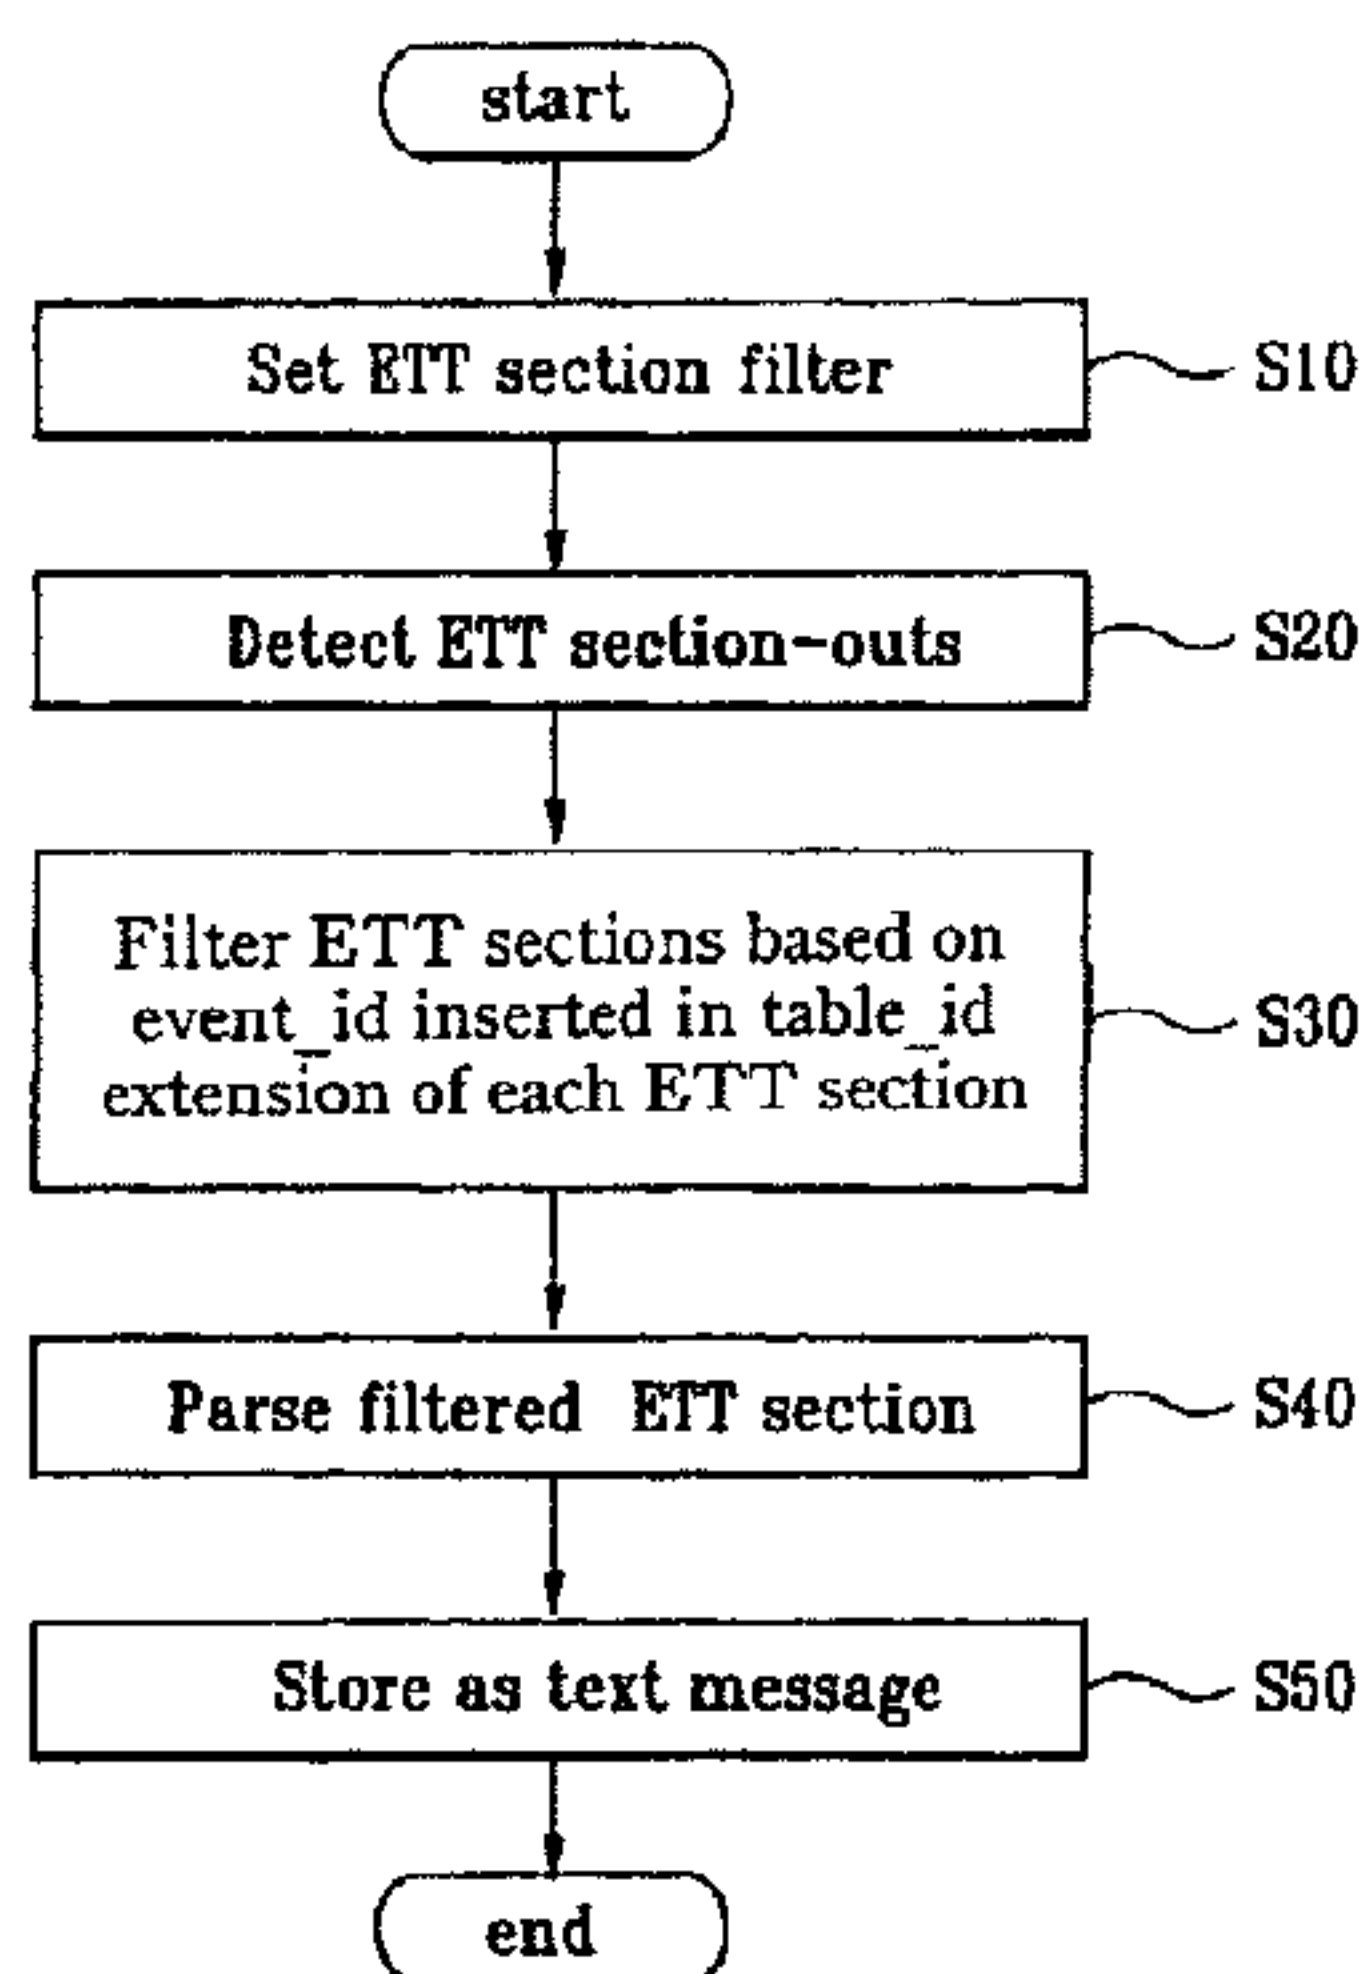 start
Set ETT section filter
S10
Detect ETT section-outs
S20
Filter ETT sections based on
event_id inserted in table_id
extension of each ETT section
S30
Parse filtered ETT section
S40
Store as text message
S50
end